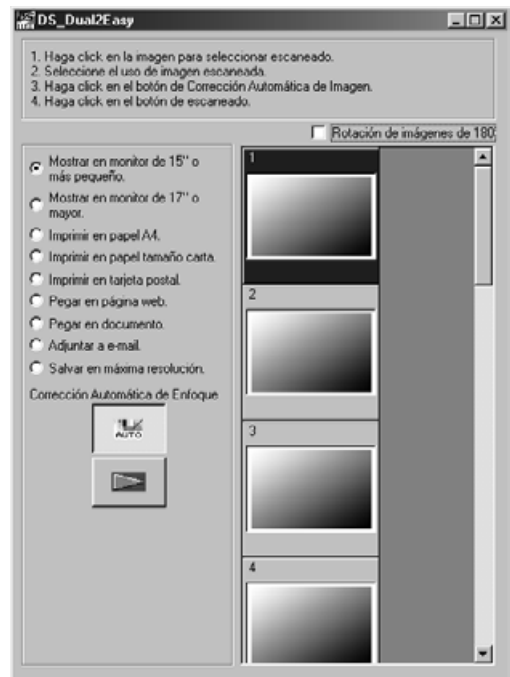 DS_Dual2Easy
1. Haga click en la imagen para seleccionar escaneado.
2. Seleccione el uso de imagen escaneada.
3. Haga click en el botón de Corrección Automática de Imagen.
4. Haga click en el botón de escaneado.
Rotación de imágenes de 180
Mostrar en monitor de 15" o
más pequeño.
Mostrar en monitor de 17" o
mayor.
Imprimir en papel A4.
Imprimir en papel tamaño carta.
Imprimir en tarjeta postal.
Pegar en página web.
Pegar en documento.
Adjuntar a e-mail.
Salvar en máxima resolución.
Corrección Automática de Enfoque
AUTO
1
2
3
4